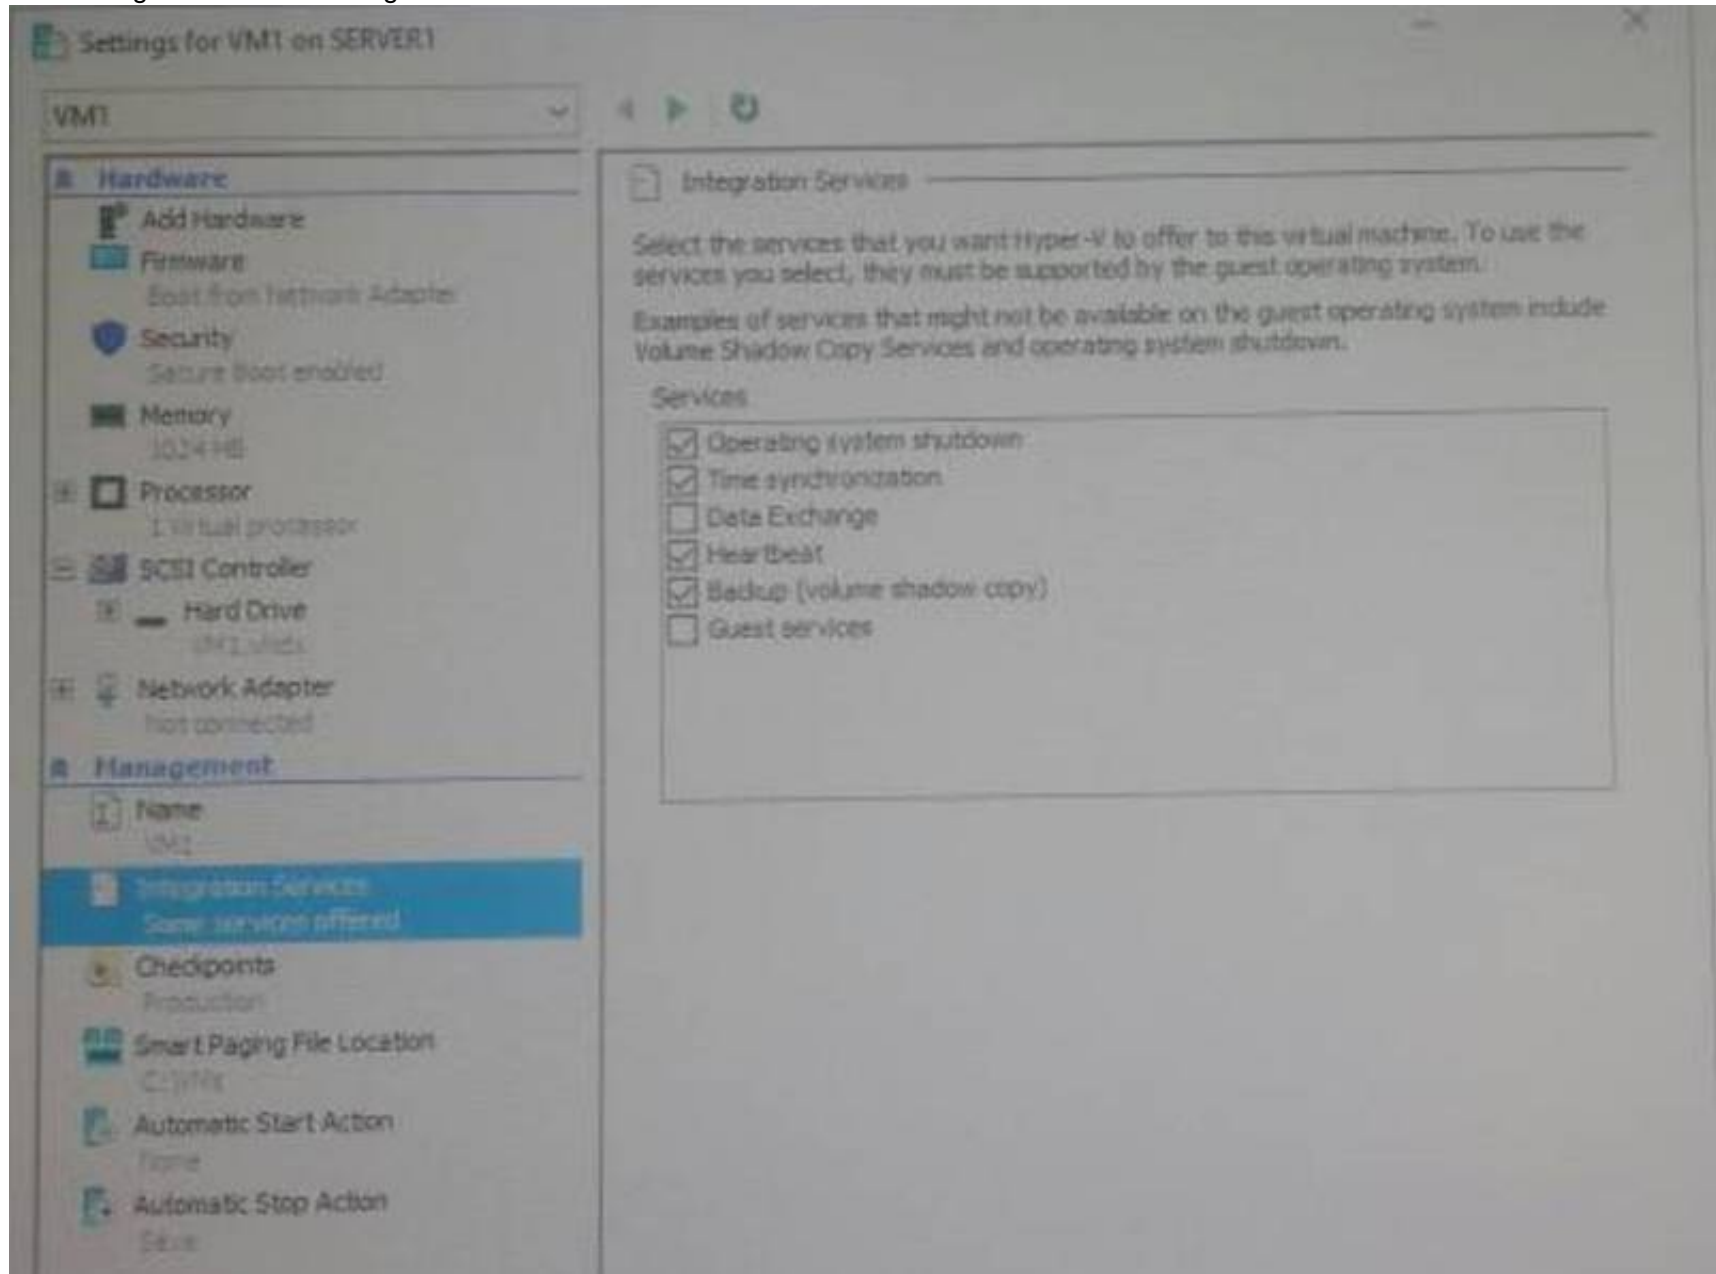 Settings for VM1 on SERVER1
VM1
Hardware
Add Hardware
Firmware
Boot from Network Adapter
Security
Secure Boot enabled
Memory
1024 MB
Processor
1 Virtual processor
SCSI Controller
Hard Drive
VM1.vhdx
Network Adapter
Not connected
Management
Name
VM1
Integration Services
Some services offered
Checkpoints
Production
Smart Paging File Location
Automatic Start Action
None
Automatic Stop Action
Save
Integration Services
Select the services that you want Hyper-V to offer to this virtual machine. To use the
services you select, they must be supported by the guest operating system.
Examples of services that might not be available on the guest operating system include
Volume Shadow Copy Services and operating system shutdown.
Services
Operating system shutdown
Time synchronization
Data Exchange
Heartbeat
Backup (volume shadow copy)
Guest services